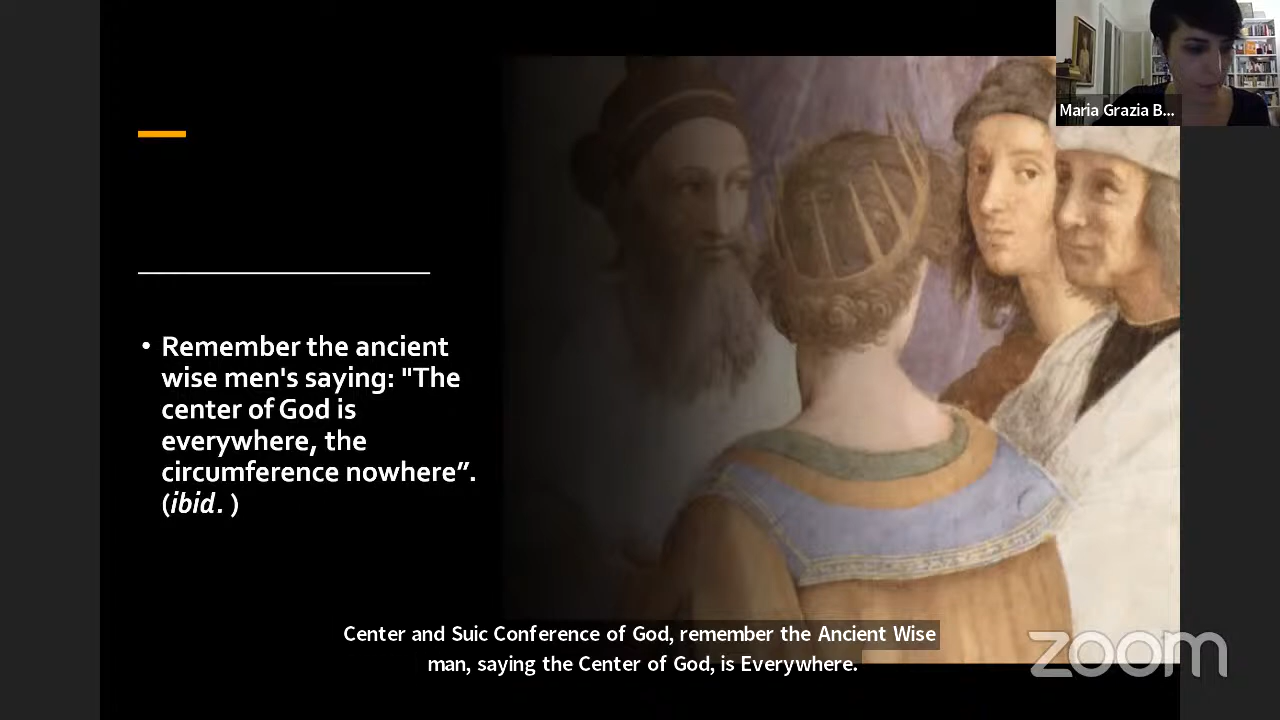 Maria Grazia B...
• Remember the ancient
wise men's saying: "The
center of God is
everywhere, the
circumference nowhere”.
(ibid. )
Center and Suic Conference of God, remember the Ancient Wise
man, saying the Center of God, is Everywhere.
zoom